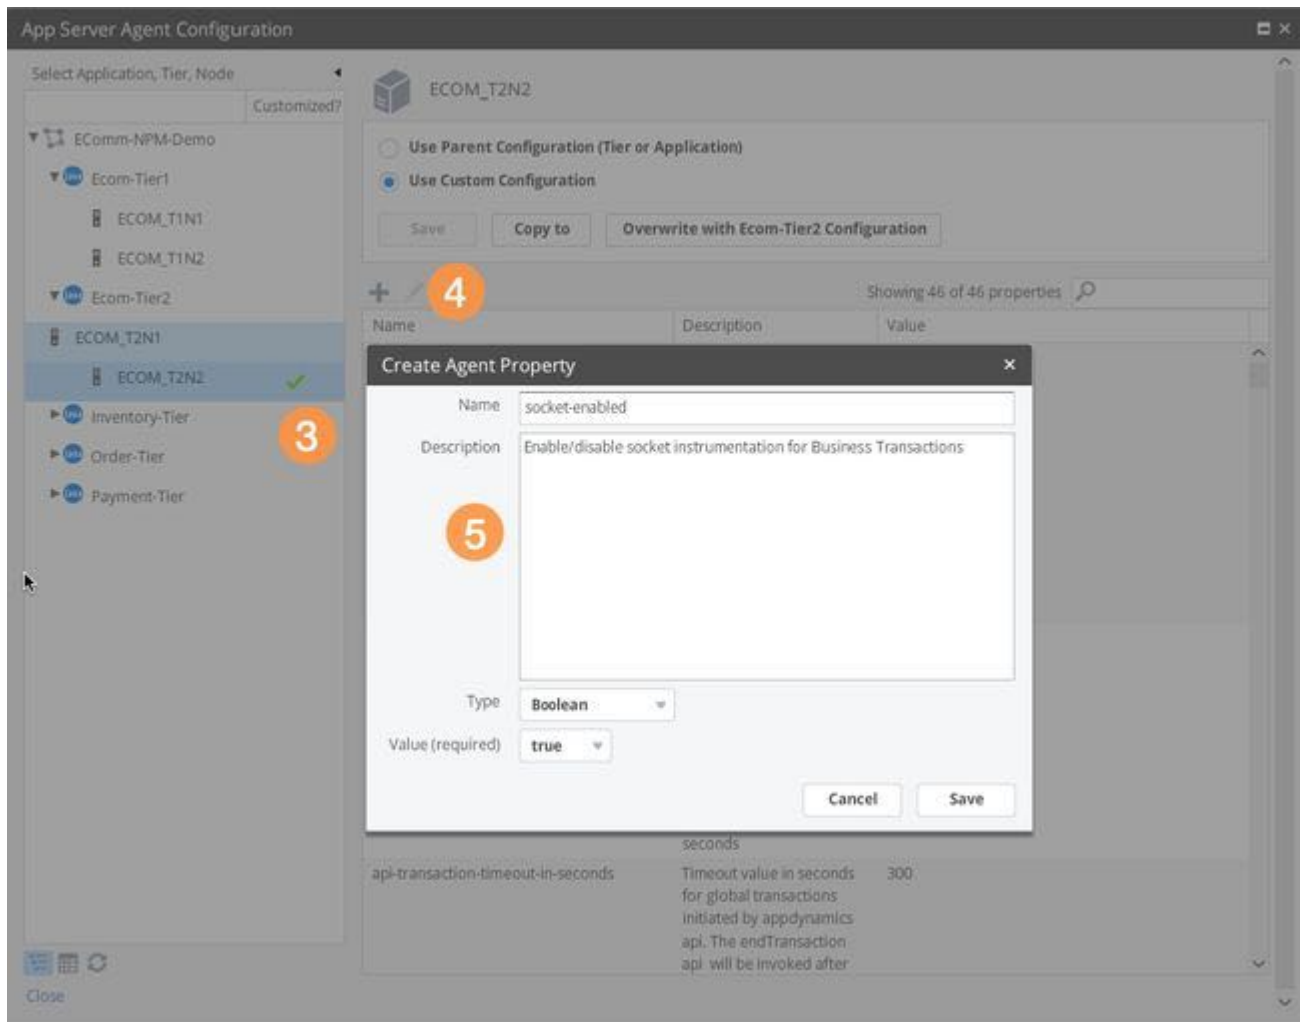 App Server Agent Configuration
Select Application, Tier, Node
Customized?
EComm-NPM-Demo
Ecom-Tier1
ECOM_T1N1
ECOM_T1N2
Ecom-Tier2
ECOM_T2N1
ECOM_T2N2
3
Inventory-Tier
Order-Tier
Payment-Tier
Close
ECOM_T2N2
Use Parent Configuration (Tier or Application)
Use Custom Configuration
Save Copy to Overwrite with Ecom-Tier2 Configuration
4
Showing 46 of 46 properties
Name Description Value
Create Agent Property
Name socket-enabled
Description Enable/disable socket instrumentation for Business Transactions
5
Type Boolean
Value (required) true
Cancel Save
seconds
api-transaction-timeout-in-seconds Timeout value in seconds 300
for global transactions
initiated by appdynamics
api. The endTransaction
api will be invoked after